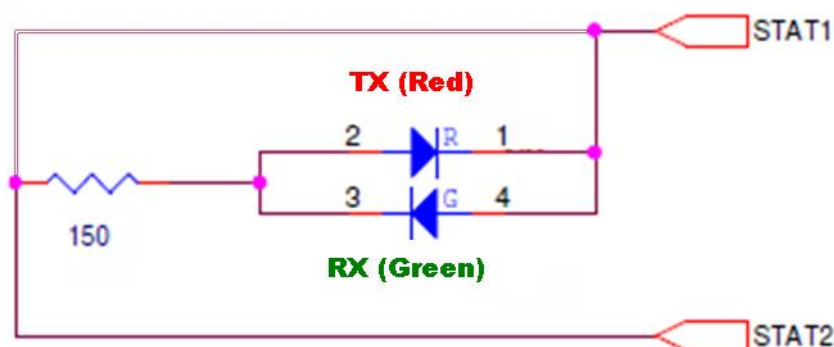 STAT1
TX (Red)
2 R 1
3 G 4
150
RX (Green)
STAT2